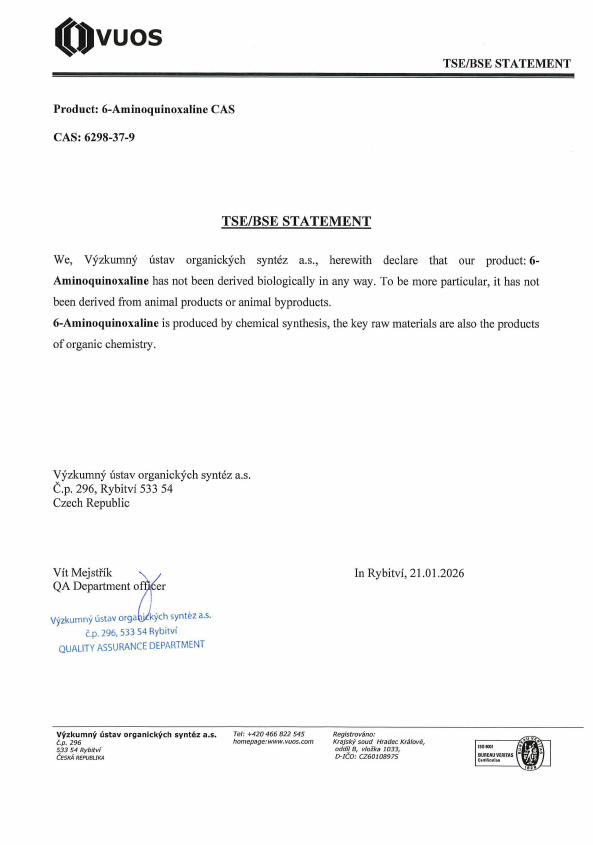 VUOS
TSE/BSE STATEMENT
Product: 6-Aminoquinoxaline CAS
CAS: 6298-37-9
TSE/BSE STATEMENT
We, Výzkumný ústav organických syntéz a.s., herewith declare that our product: 6-
Aminoquinoxaline has not been derived biologically in any way. To be more particular, it has not
been derived from animal products or animal byproducts.
6-Aminoquinoxaline is produced by chemical synthesis, the key raw materials are also the products
of organic chemistry.
Výzkumný ústav organických syntéz a.s.
Č.p. 296, Rybitví 533 54
Czech Republic
Vít Mejstřík
In Rybitví, 21.01.2026
QA Department officer
Výzkumný ústav organických syntéz a.s.
č.p. 296, 533 54 Rybitví
QUALITY ASSURANCE DEPARTMENT
Výzkumný ústav organických syntéz a.s.
č.p. 296
533 54 Rybitví
ČESKÁ REPUBLIKA
Tel: +420 466 822 545
homepage:www.vuos.com
Registrováno:
Krajský soud Hradec Králové,
oddíl B, vložka 1033,
D-IČO: CZ60108975
ISO 9001
BUREAU VERITAS
Certification
BUREAU VERITAS
1828